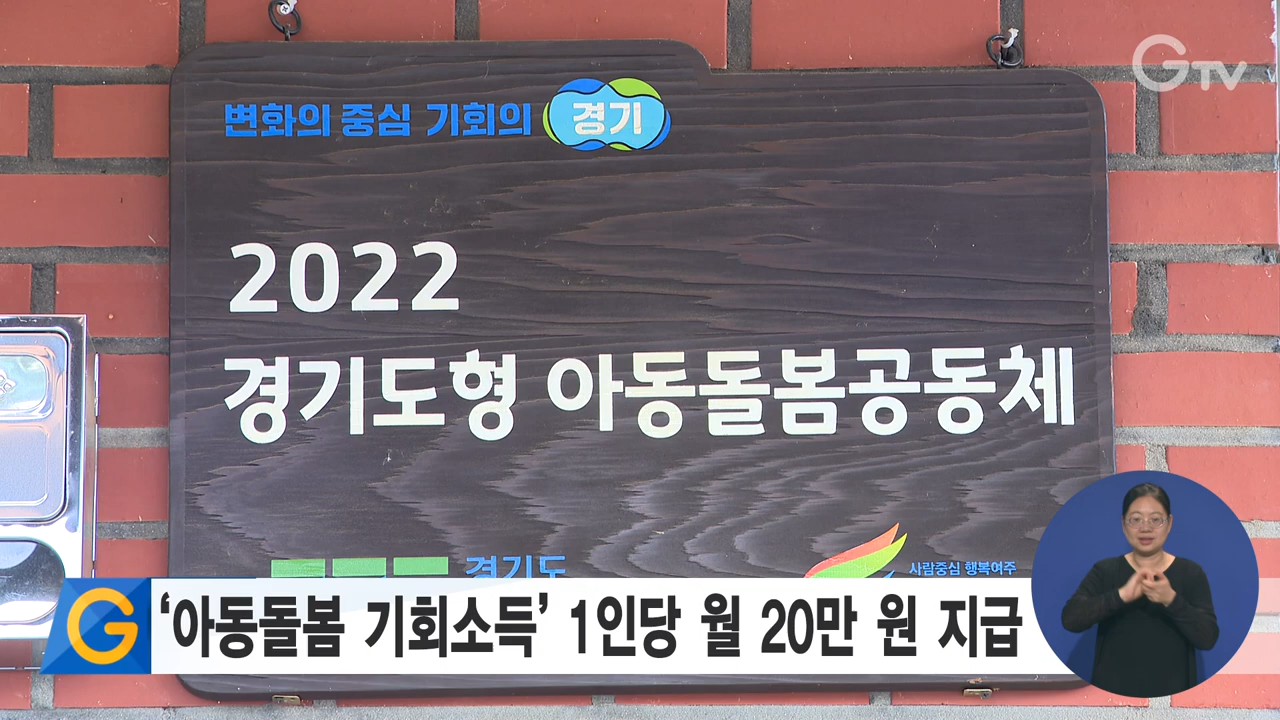 GTV
변화의 중심 기회의 경기
2022
경기도형 아동돌봄공동체
경기도
사람중심 행복여주
G
‘아동돌봄 기회소득’ 1인당 월 20만 원 지급